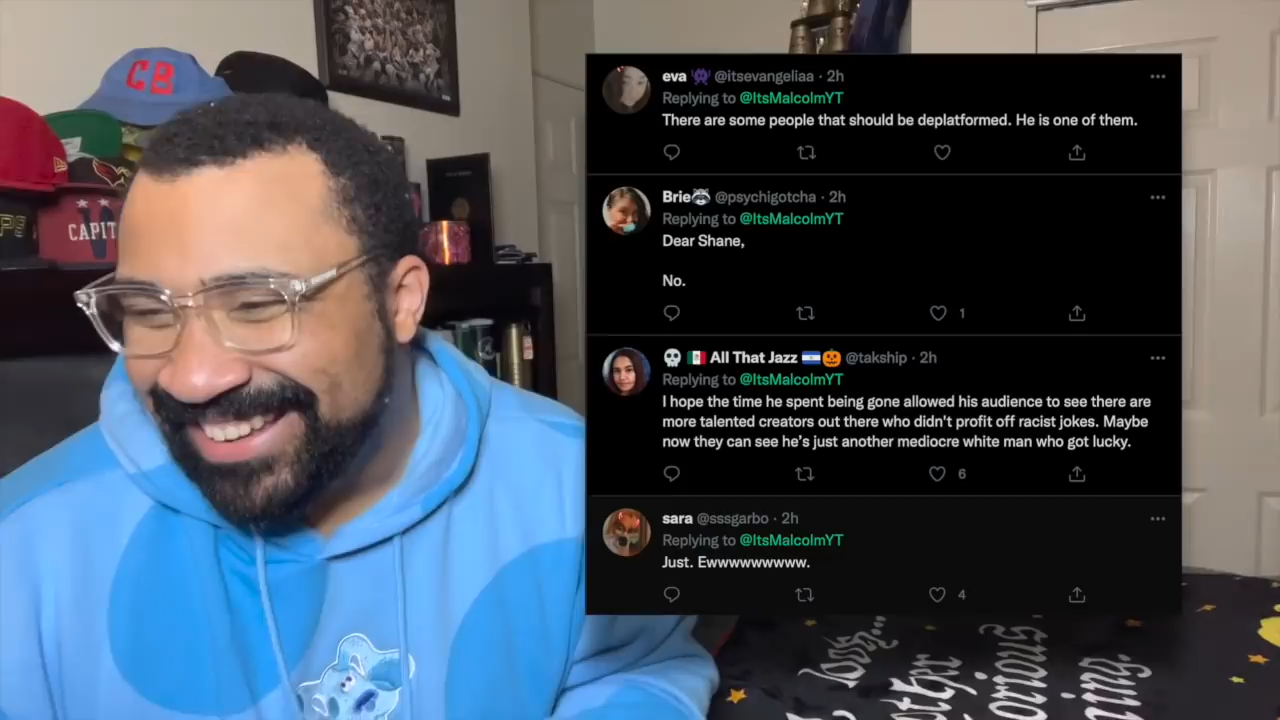 CB
CAPIT
eva @itsevangeliaa · 2h
Replying to @ItsMalcolmYT
There are some people that should be deplatformed. He is one of them.
Brie @psychigotcha · 2h
Replying to @ItsMalcolmYT
Dear Shane,
No.
1
All That Jazz @takship · 2h
Replying to @ItsMalcolmYT
I hope the time he spent being gone allowed his audience to see there are
more talented creators out there who didn't profit off racist jokes. Maybe
now they can see he's just another mediocre white man who got lucky.
6
sara @sssgarbo · 2h
Replying to @ItsMalcolmYT
Just. Ewwwwwwwww.
4